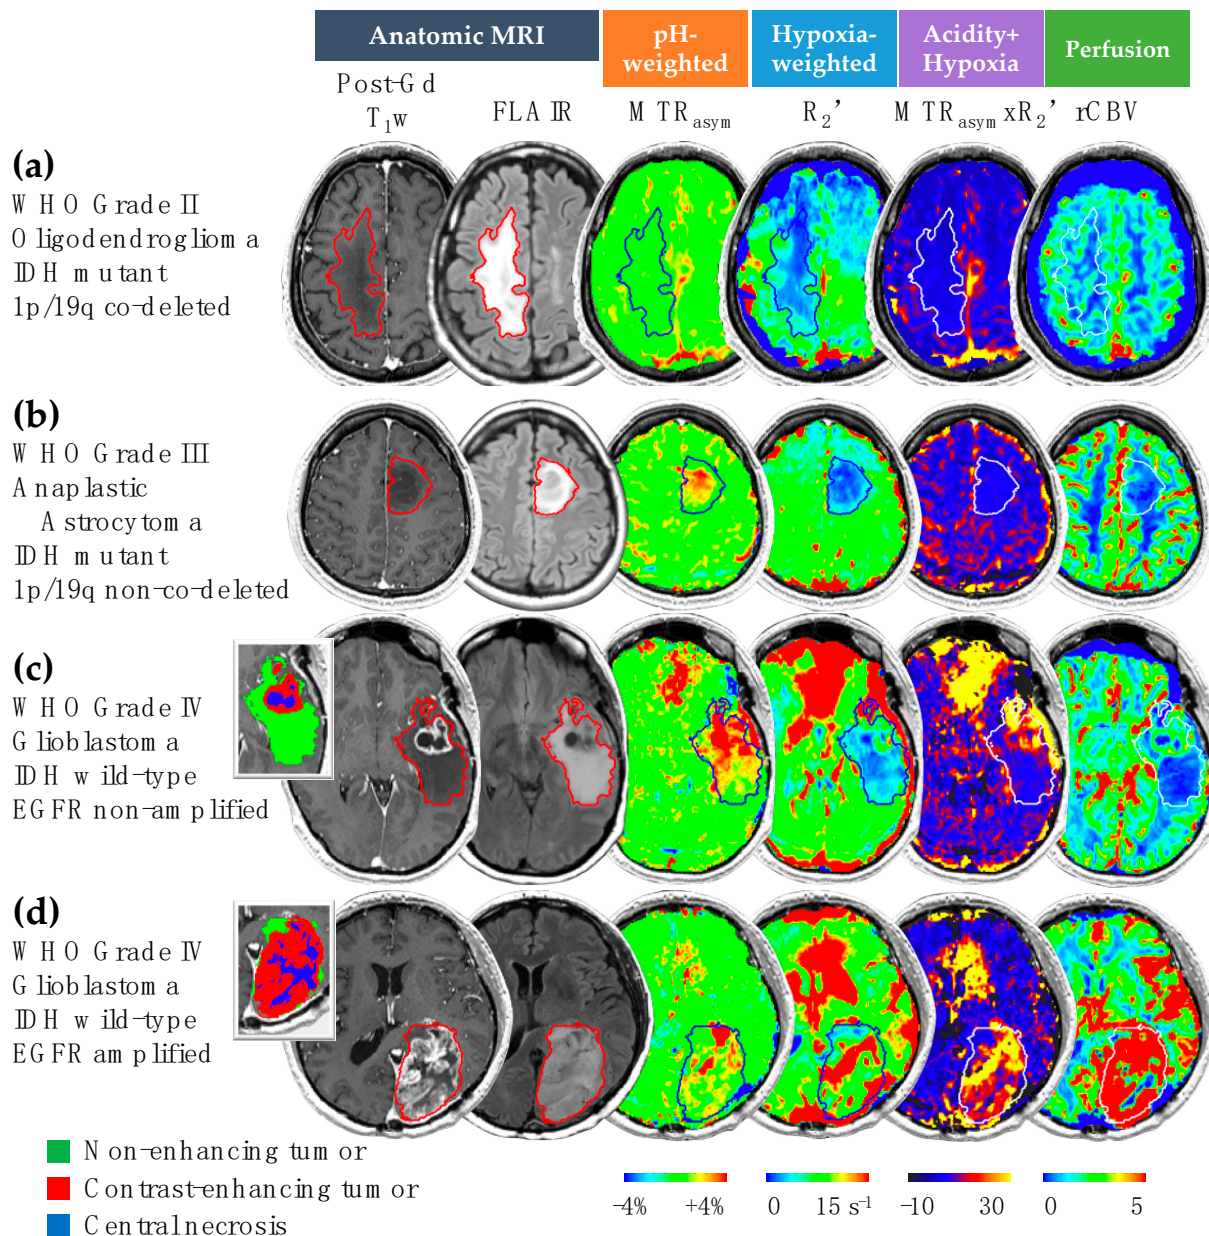 Anatomic MRI
pH-weighted
Hypoxia-weighted
Acidity+ Hypoxia
Perfusion
Post-Gd T₁w
FLAIR
MTRasym
R₂'
MTRasymxR₂'
rCBV
(a)
WHO Grade II
Oligodendroglioma
IDH mutant
1p/19q co-deleted
(b)
WHO Grade III
Anaplastic
Astrocytoma
IDH mutant
1p/19q non-co-deleted
(c)
WHO Grade IV
Glioblastoma
IDH wild-type
EGFR non-amplified
(d)
WHO Grade IV
Glioblastoma
IDH wild-type
EGFR amplified
Non-enhancing tumor
Contrast-enhancing tumor
Central necrosis
-4% +4%
0 15 s⁻¹
-10 30
0 5